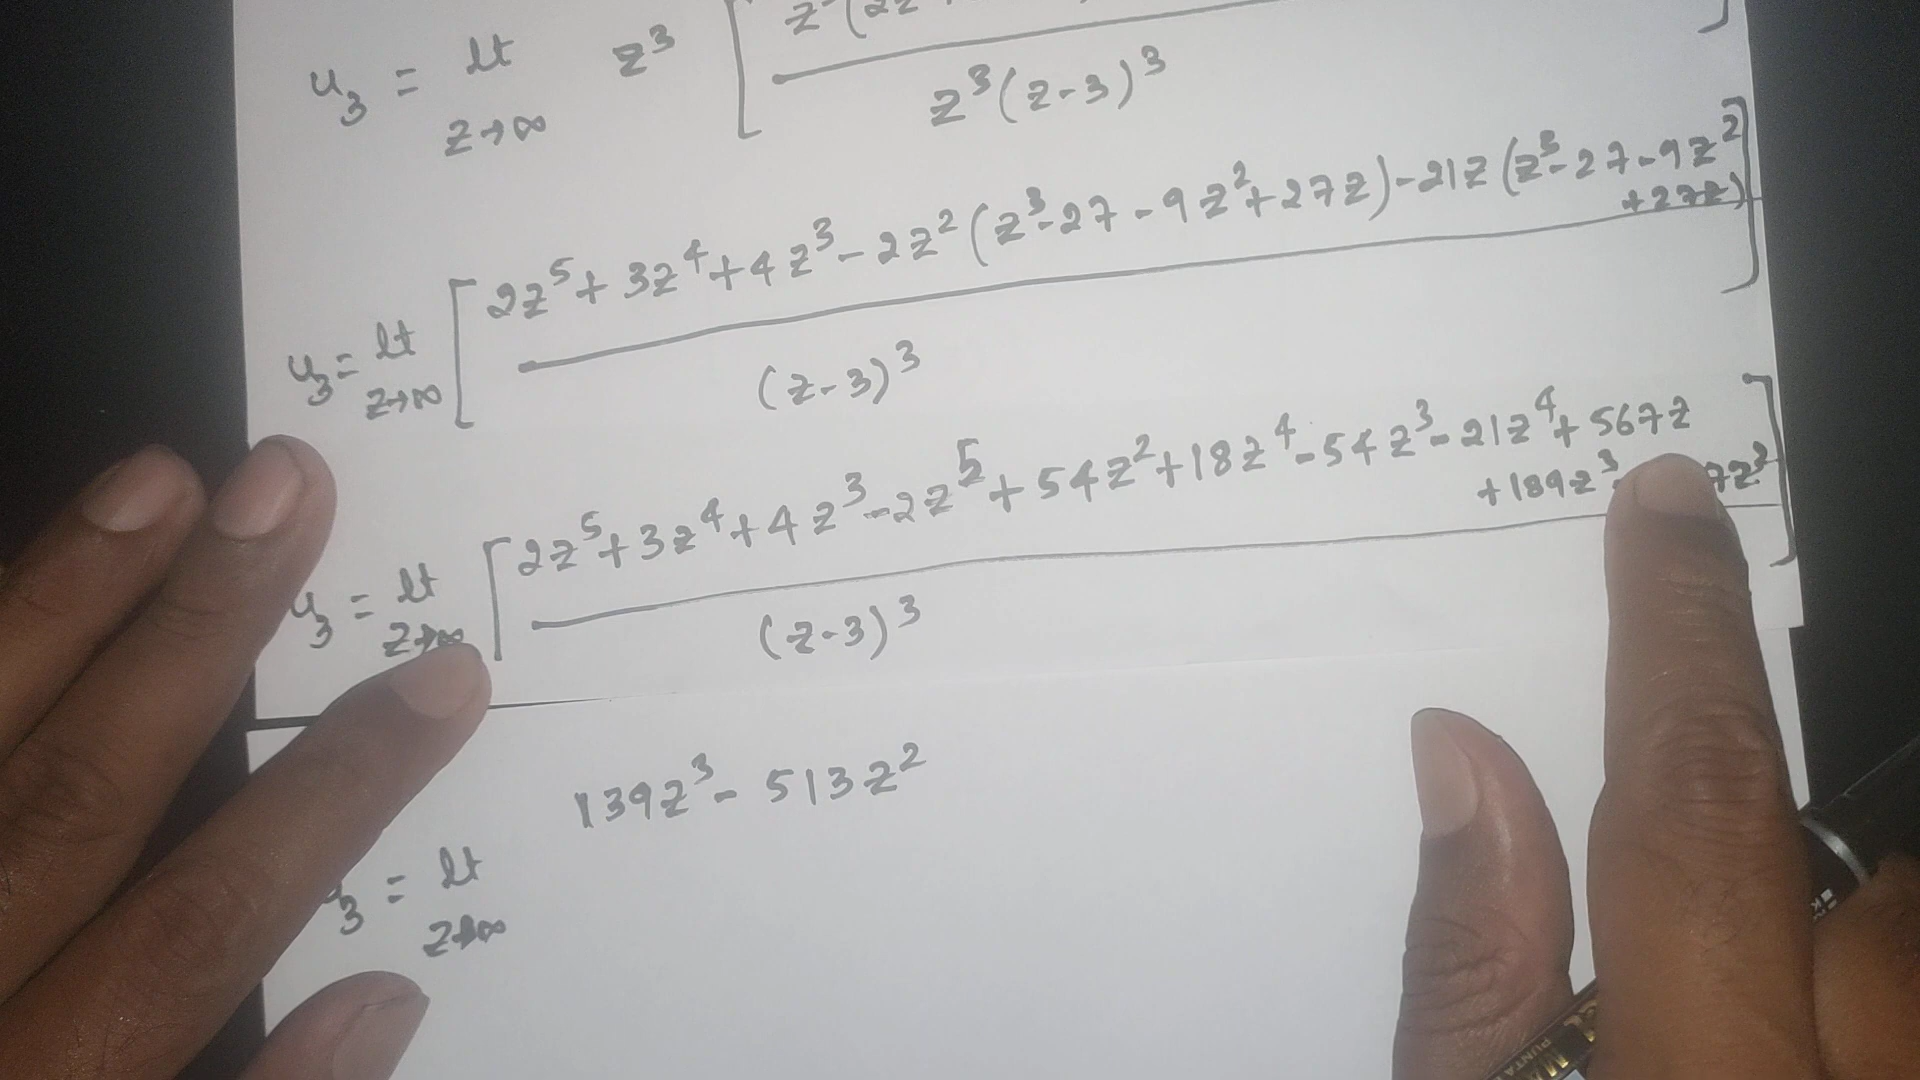 u₃ = lt z³ [
z→∞
z³(z-3)³
u₃ = lt [ 2z⁵ + 3z⁴ + 4z³ - 2z²(z³-27-9z²+27z) - 21z(z³-27-9z²
+27z) ]
z→∞ (z-3)³
u₃ = lt [ 2z⁵ + 3z⁴ + 4z³ - 2z⁵ + 54z² + 18z⁴ - 54z³ - 21z⁴ + 567z
+189z³ ]
z→∞ (z-3)³
139z³ - 513z²
3 = lt
z→∞